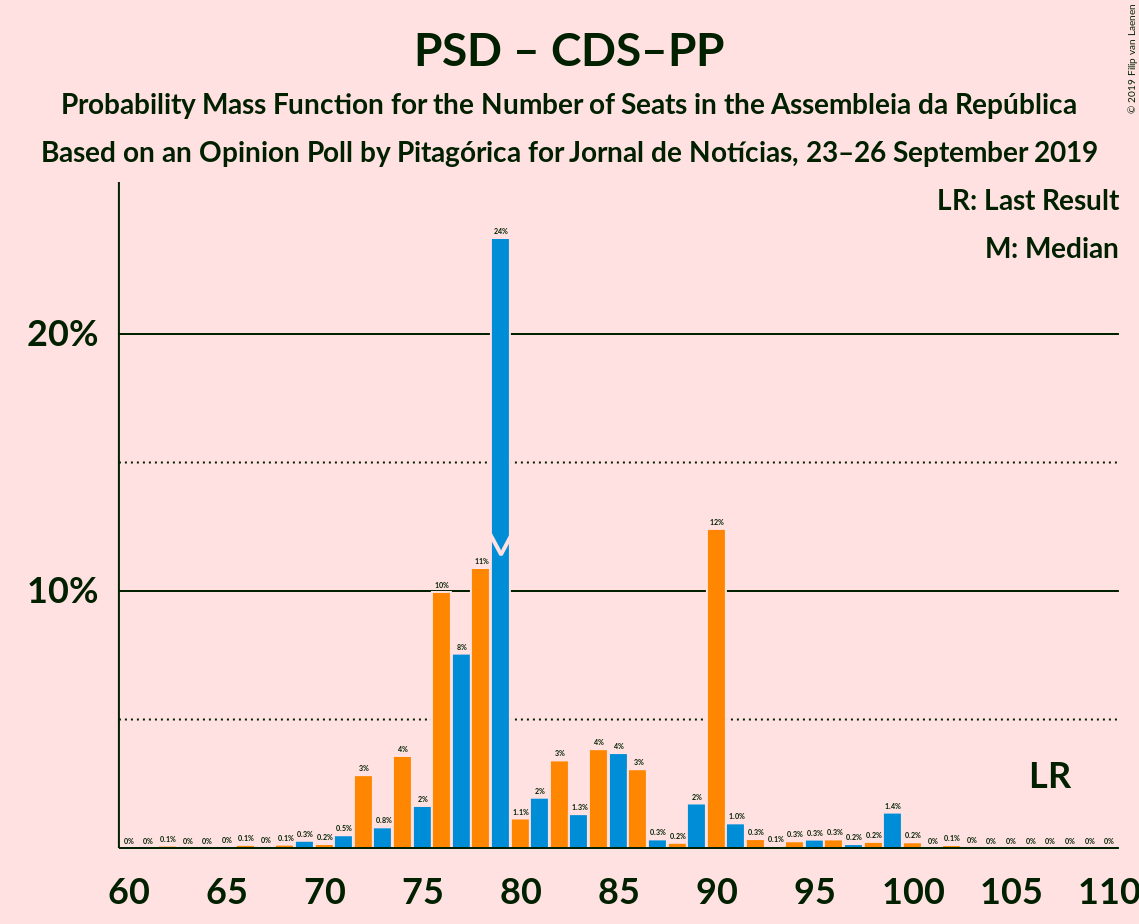 PSD – CDS–PP
Probability Mass Function for the Number of Seats in the Assembleia da República
Based on an Opinion Poll by Pitagórica for Jornal de Notícias, 23–26 September 2019
© 2019 Filip van Laenen
LR: Last Result
M: Median
20%
10%
0% 0% 0.1% 0% 0% 0% 0.1% 0% 0.1% 0.3% 0.2% 0.5% 3% 0.8% 4% 2% 10% 8% 11% 24% 1.1% 2% 3% 1.3% 4% 4% 3% 0.3% 0.2% 2% 12% 1.0% 0.3% 0.1% 0.3% 0.3% 0.3% 0.2% 0.2% 1.4% 0.2% 0% 0.1% 0% 0% 0% 0% 0% 0% 0% 0%
LR
60 65 70 75 80 85 90 95 100 105 110